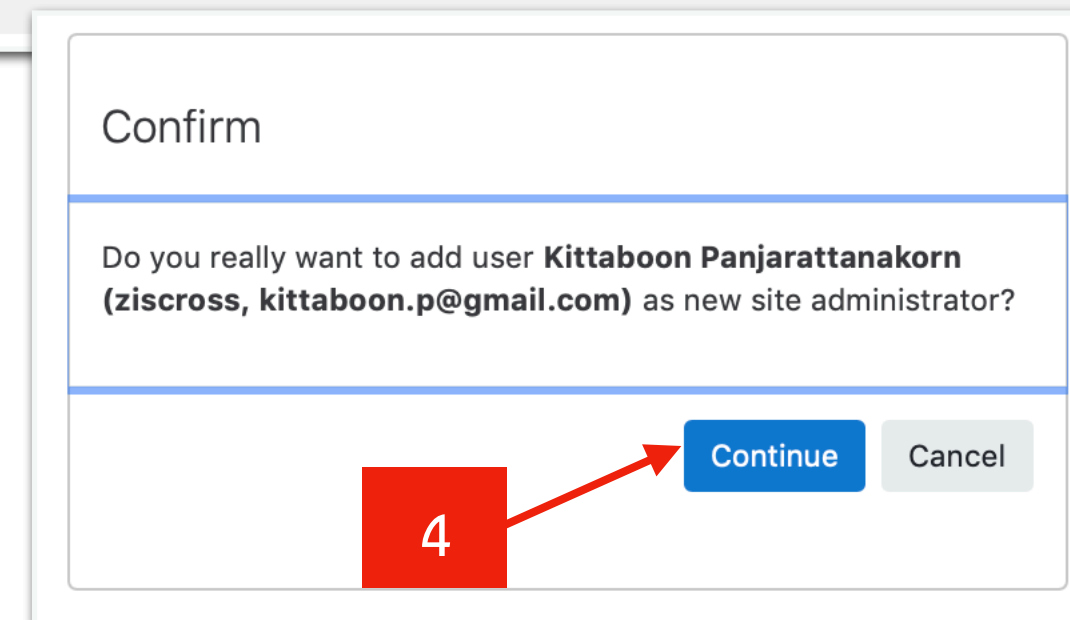 Confirm
Do you really want to add user Kittaboon Panjarattanakorn
(ziscross, kittaboon.p@gmail.com) as new site administrator?
Continue
Cancel
4